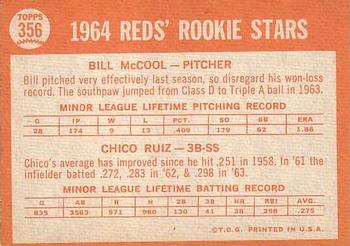 TOPPS
356
1964 REDS' ROOKIE STARS
BILL McCOOL — PITCHER
Bill pitched very effectively last season, so disregard his won-loss
record. The southpaw jumped from Class D to Triple A ball in 1963.
MINOR LEAGUE LIFETIME PITCHING RECORD
G IP W L PCT. SO BB ER ERA
28 174 9 13 .409 179 62 1.86
CHICO RUIZ — 3B-SS
Chico's average has improved since he hit .251 in 1958. In '61 the
infielder batted .272, .283 in '62, & .298 in '63.
MINOR LEAGUE LIFETIME BATTING RECORD
G AB R H 2B 3B HR RBI AVG.
835 3563 571 980 130 41 28 258 .275
©T.C.G. PRINTED IN U.S.A.